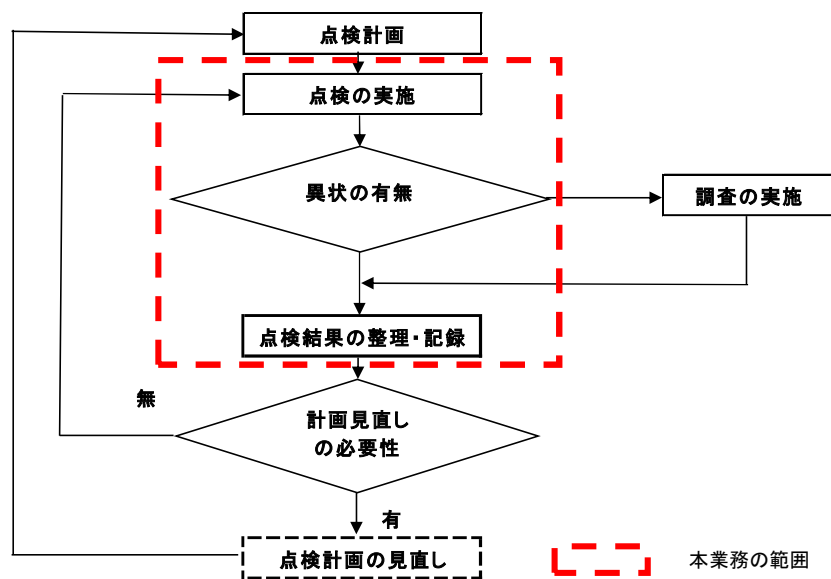 点検計画
点検の実施
異状の有無
調査の実施
点検結果の整理・記録
無
計画見直し
の必要性
有
点検計画の見直し
本業務の範囲